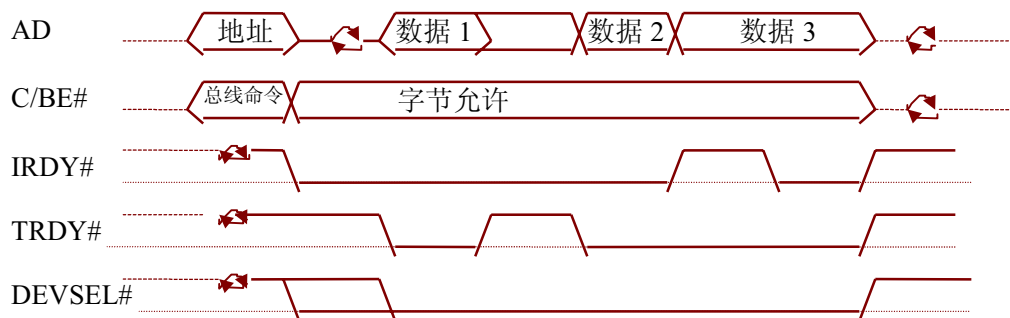 AD 地址 数据 1 数据 2 数据 3
C/BE# 总线命令 字节允许
IRDY#
TRDY#
DEVSEL#